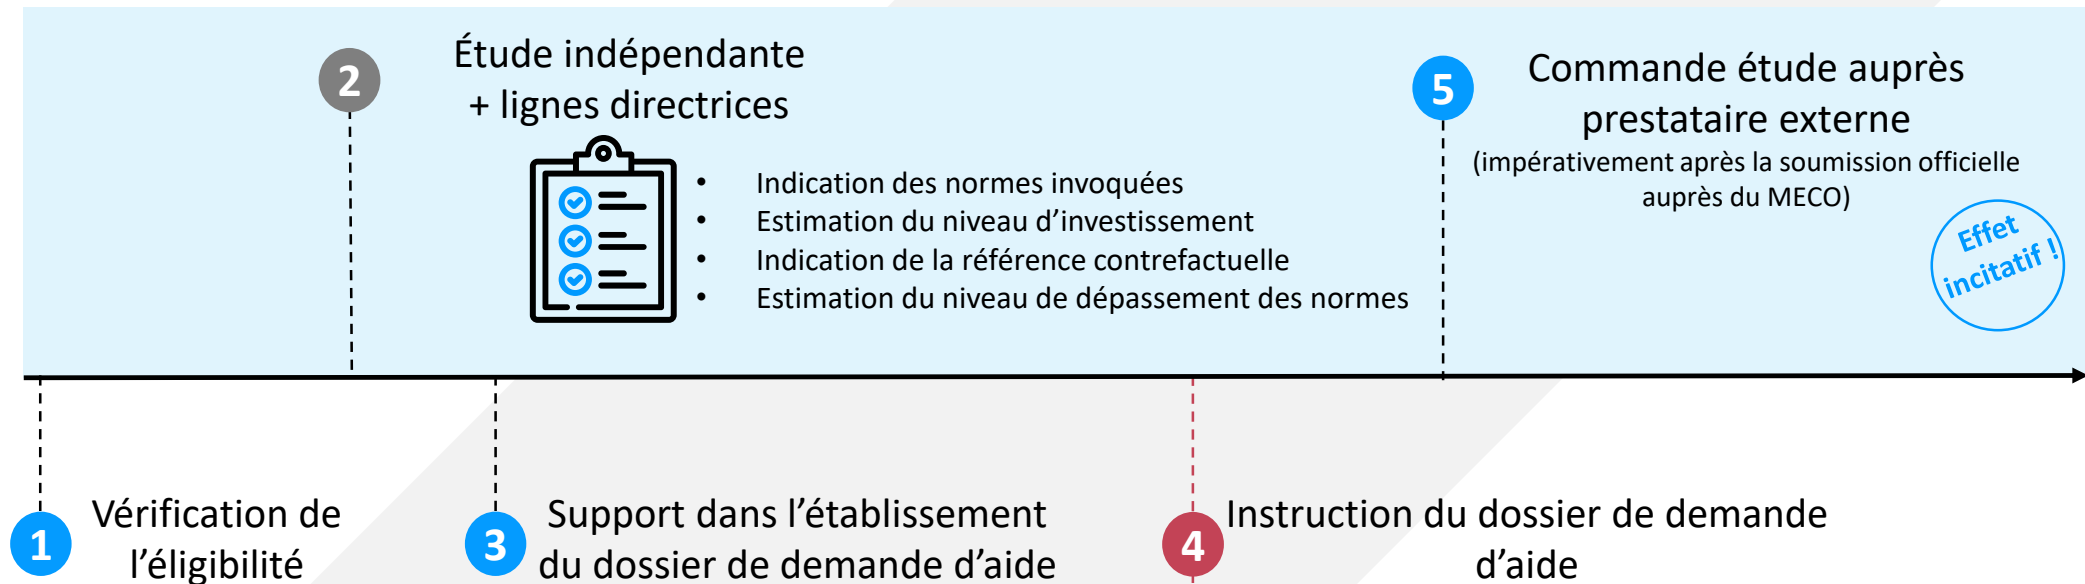 2
Étude indépendante
+ lignes directrices
• Indication des normes invoquées
• Estimation du niveau d’investissement
• Indication de la référence contrefactuelle
• Estimation du niveau de dépassement des normes
5
Commande étude auprès
prestataire externe
(impérativement après la soumission officielle
auprès du MECO)
Effet
incitatif !
1
Vérification de
l’éligibilité
3
Support dans l’établissement
du dossier de demande d’aide
4
Instruction du dossier de demande
d’aide